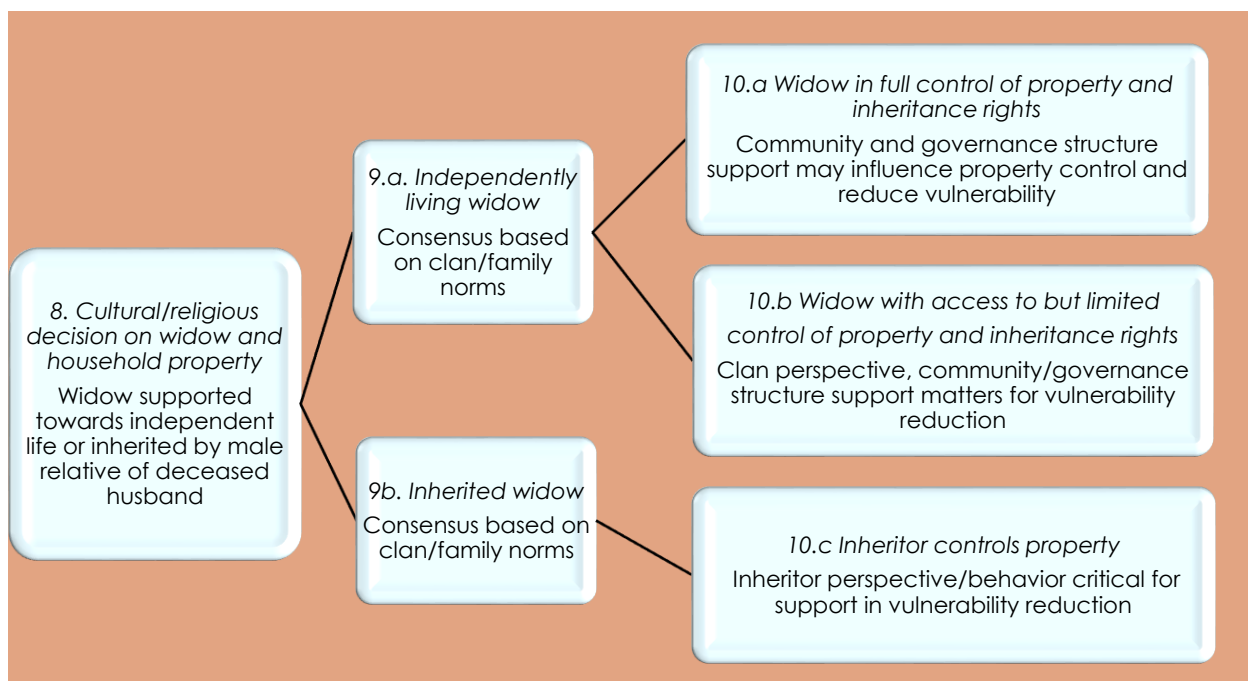 8. Cultural/religious
decision on widow and
household property
Widow supported
towards independent
life or inherited by male
relative of deceased
husband
9.a. Independently
living widow
Consensus based
on clan/family
norms
9b. Inherited widow
Consensus based on
clan/family norms
10.a Widow in full control of property and
inheritance rights
Community and governance structure
support may influence property control and
reduce vulnerability
10.b Widow with access to but limited
control of property and inheritance rights
Clan perspective, community/governance
structure support matters for vulnerability
reduction
10.c Inheritor controls property
Inheritor perspective/behavior critical for
support in vulnerability reduction